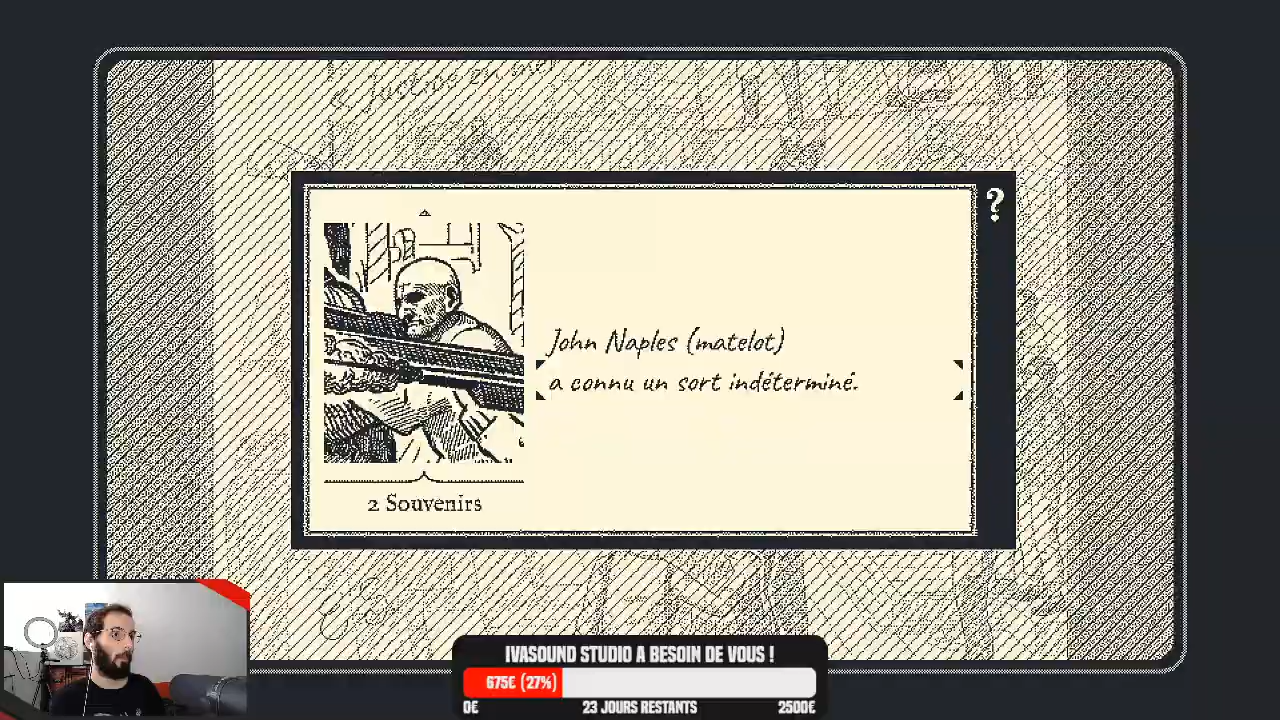 ?
John Naples (matelot)
a connu un sort indéterminé.
2 Souvenirs
IVASOUND STUDIO A BESOIN DE VOUS !
675€ (27%)
0€ 23 JOURS RESTANTS 2500€